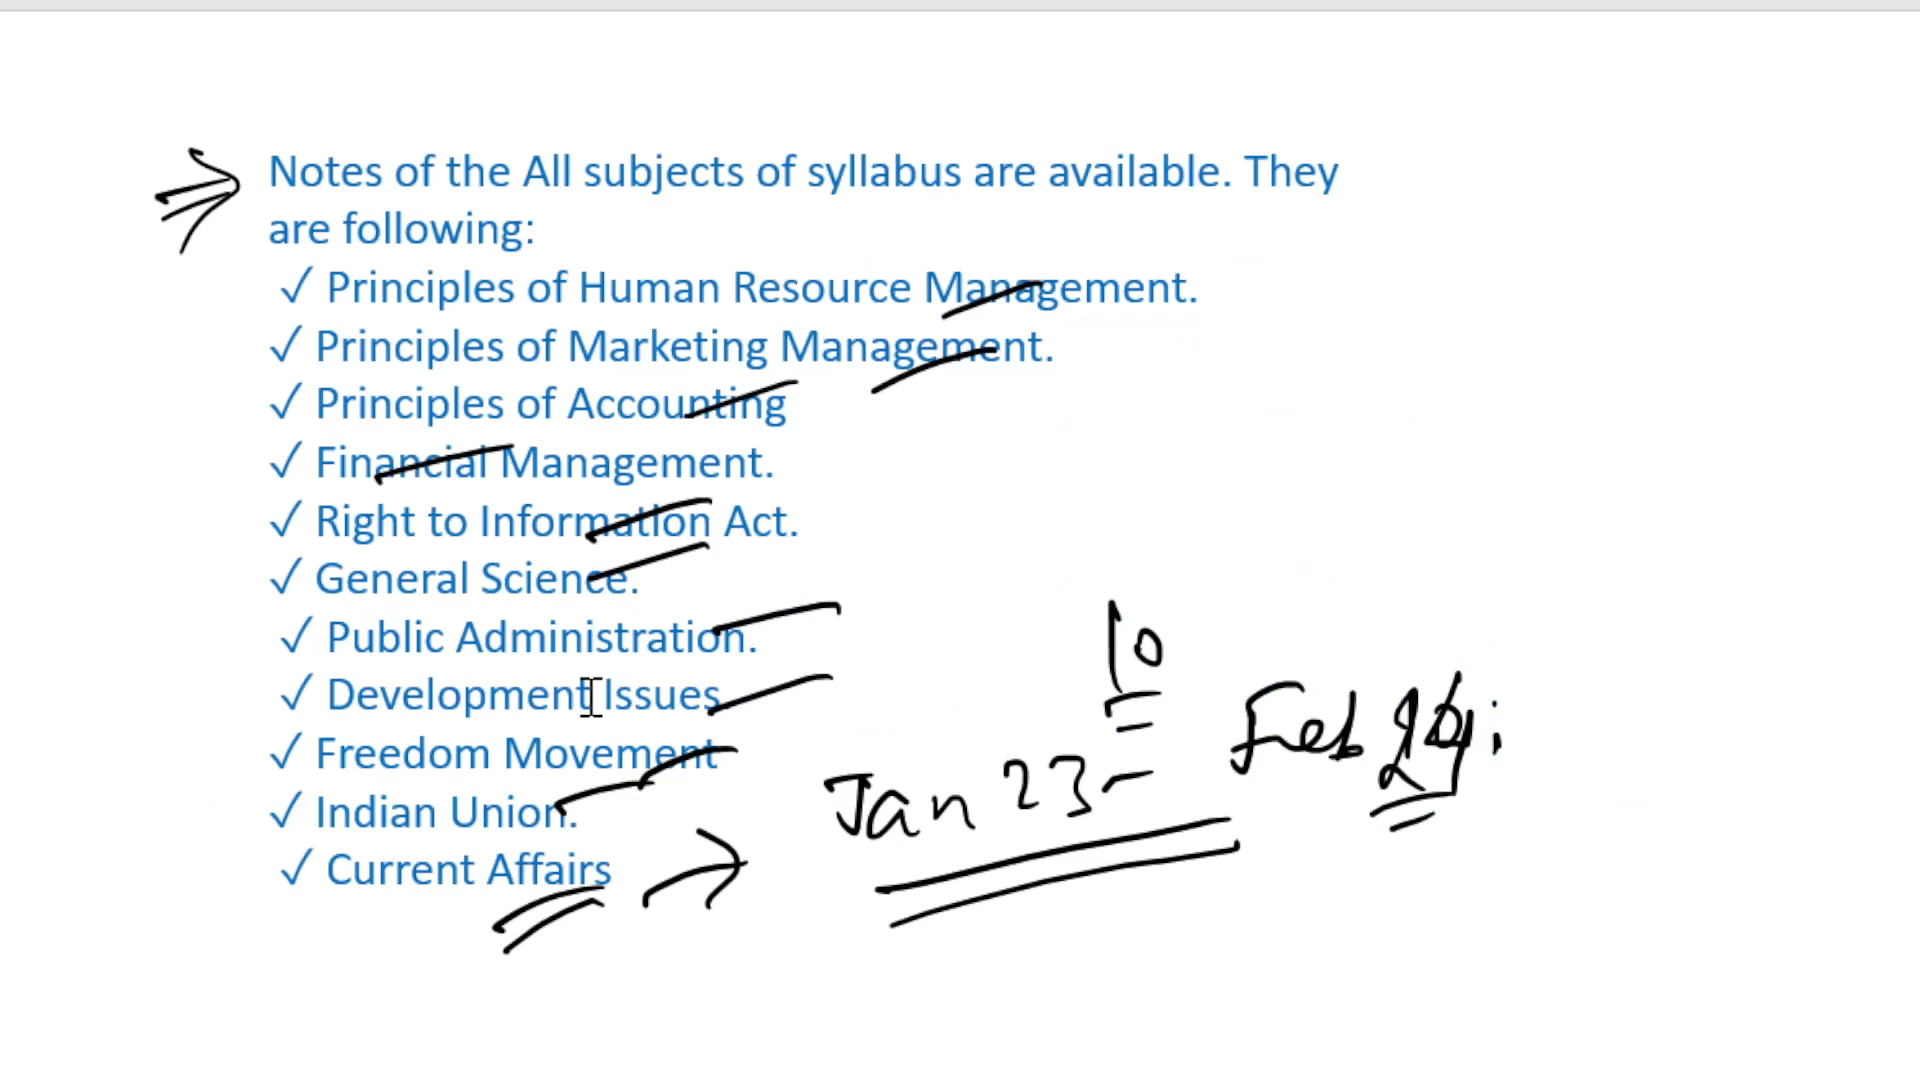 Notes of the All subjects of syllabus are available. They
are following:
✓ Principles of Human Resource Management.
✓ Principles of Marketing Management.
✓ Principles of Accounting
✓ Financial Management.
✓ Right to Information Act.
✓ General Science.
✓ Public Administration.
✓ Development Issues
✓ Freedom Movement
✓ Indian Union.
✓ Current Affairs
Jan 23
to
Feb